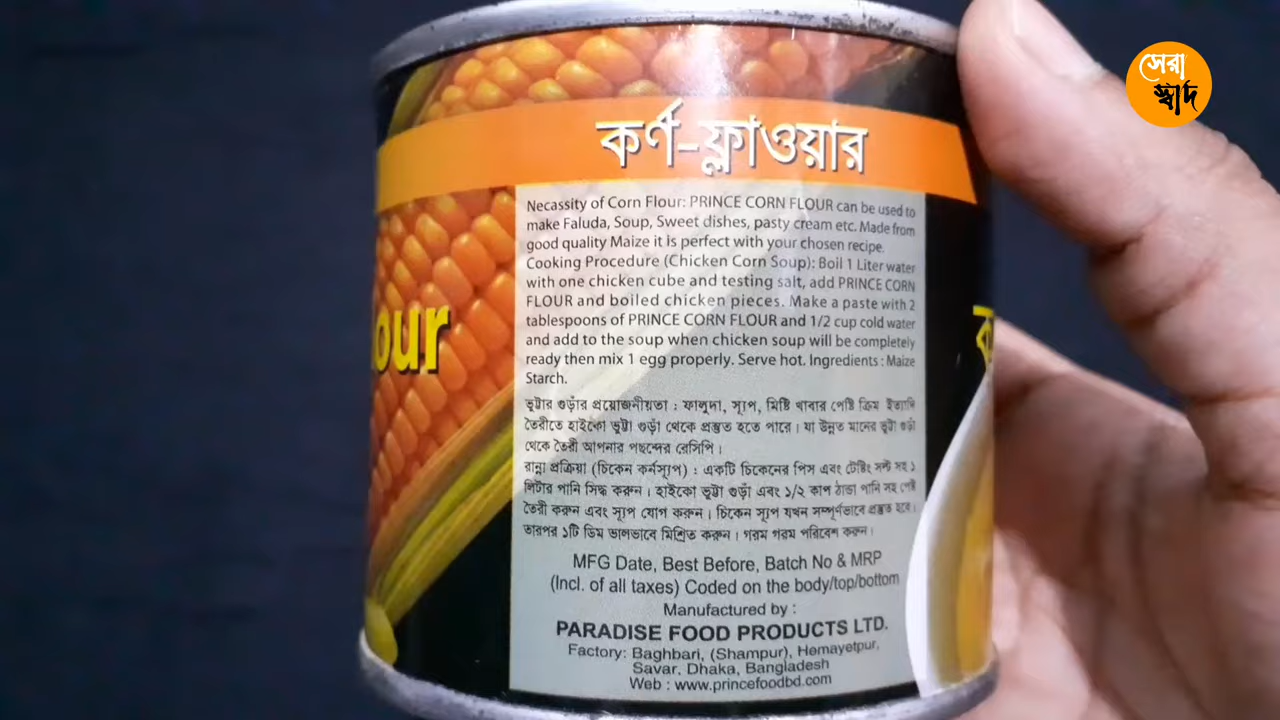 সেরা
স্বাদ
কর্ণ-ফ্লাওয়ার
our
Necassity of Corn Flour: PRINCE CORN FLOUR can be used to
make Faluda, Soup, Sweet dishes, pasty cream etc. Made from
good quality Maize it is perfect with your chosen recipe.
Cooking Procedure (Chicken Corn Soup): Boil 1 Liter water
with one chicken cube and testing salt, add PRINCE CORN
FLOUR and boiled chicken pieces. Make a paste with 2
tablespoons of PRINCE CORN FLOUR and 1/2 cup cold water
and add to the soup when chicken soup will be completely
ready then mix 1 egg properly. Serve hot. Ingredients : Maize
Starch.
ভূট্টার গুড়াঁর প্রয়োজনীয়তা : ফালুদা, স্যুপ, মিষ্টি খাবার পেষ্টি ক্রিম ইত্যাদি
তৈরীতে হাইকো ভুট্টা গুড়াঁ থেকে প্রস্তুত হতে পারে। যা উন্নত মানের ভুট্টা গুড়াঁ
থেকে তৈরী আপনার পছন্দের রেসিপি।
রান্না প্রক্রিয়া (চিকেন কর্নস্যুপ) : একটি চিকেনের পিস এবং টেষ্টিং সল্ট সহ ১
লিটার পানি সিদ্ধ করুন। হাইকো ভুট্টা গুড়াঁ এবং ১/২ কাপ ঠান্ডা পানি সহ পেষ্ট
তৈরী করুন এবং স্যুপ যোগ করুন। চিকেন স্যুপ যখন সম্পূর্ণভাবে প্রস্তুত হবে।
তারপর ১টি ডিম ভালভাবে মিশ্রিত করুন। গরম গরম পরিবেশ করুন।
MFG Date, Best Before, Batch No & MRP
(Incl. of all taxes) Coded on the body/top/bottom
Manufactured by :
PARADISE FOOD PRODUCTS LTD.
Factory: Baghbari, (Shampur), Hemayetpur,
Savar, Dhaka, Bangladesh
Web : www.princefoodbd.com